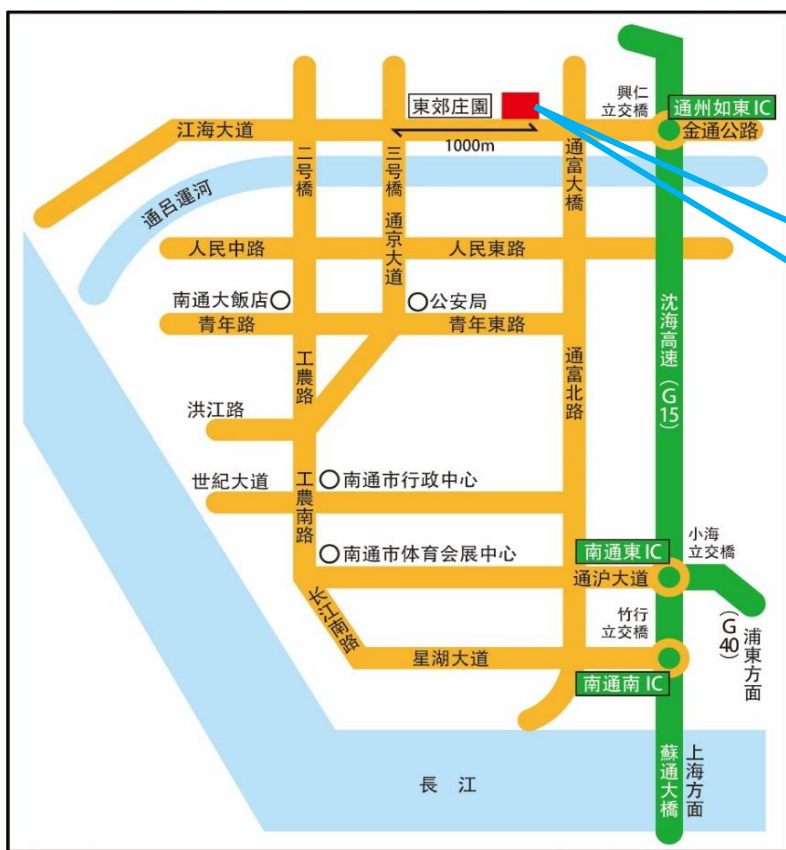 興仁
立交橋
通州如東IC
東郊庄園
江海大道
1000m
金通公路
二号橋
三号橋
通富大橋
通呂運河
通京大道
人民中路
人民東路
南通大飯店
公安局
青年路
青年東路
沈海高速(G15)
工農路
通富北路
洪江路
世紀大道
南通市行政中心
工農南路
南通市体育会展中心
南通東IC
小海
立交橋
通沪大道
长江南路
竹行
立交橋
(G40)
浦東方面
星湖大道
南通南IC
長 江
蘇通大橋
上海方面